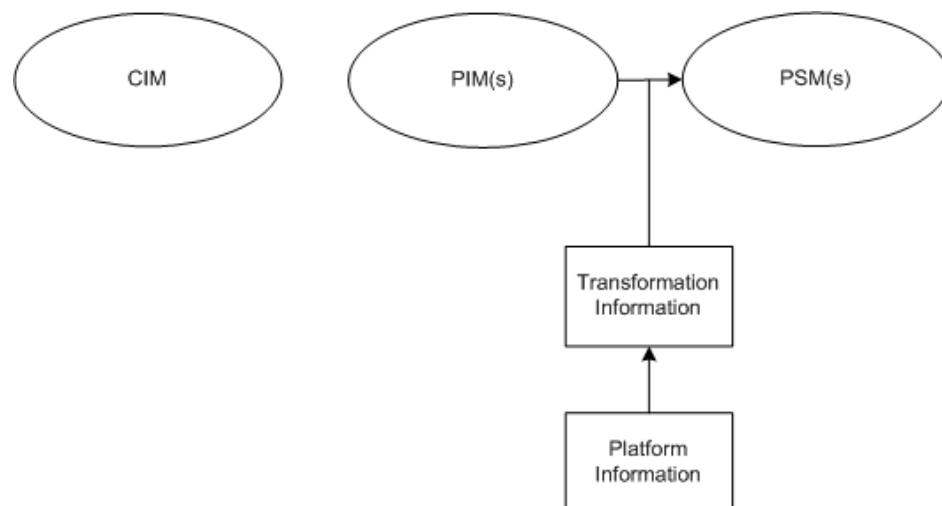 CIM
PIM(s)
PSM(s)
Transformation
Information
Platform
Information